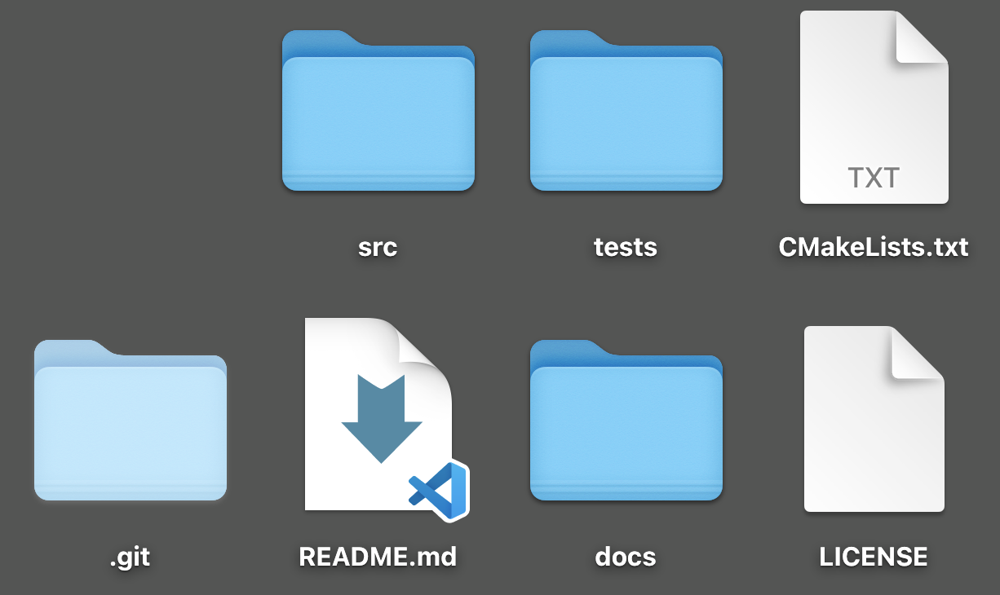 TXT
src
tests
CMakeLists.txt
.git
README.md
docs
LICENSE